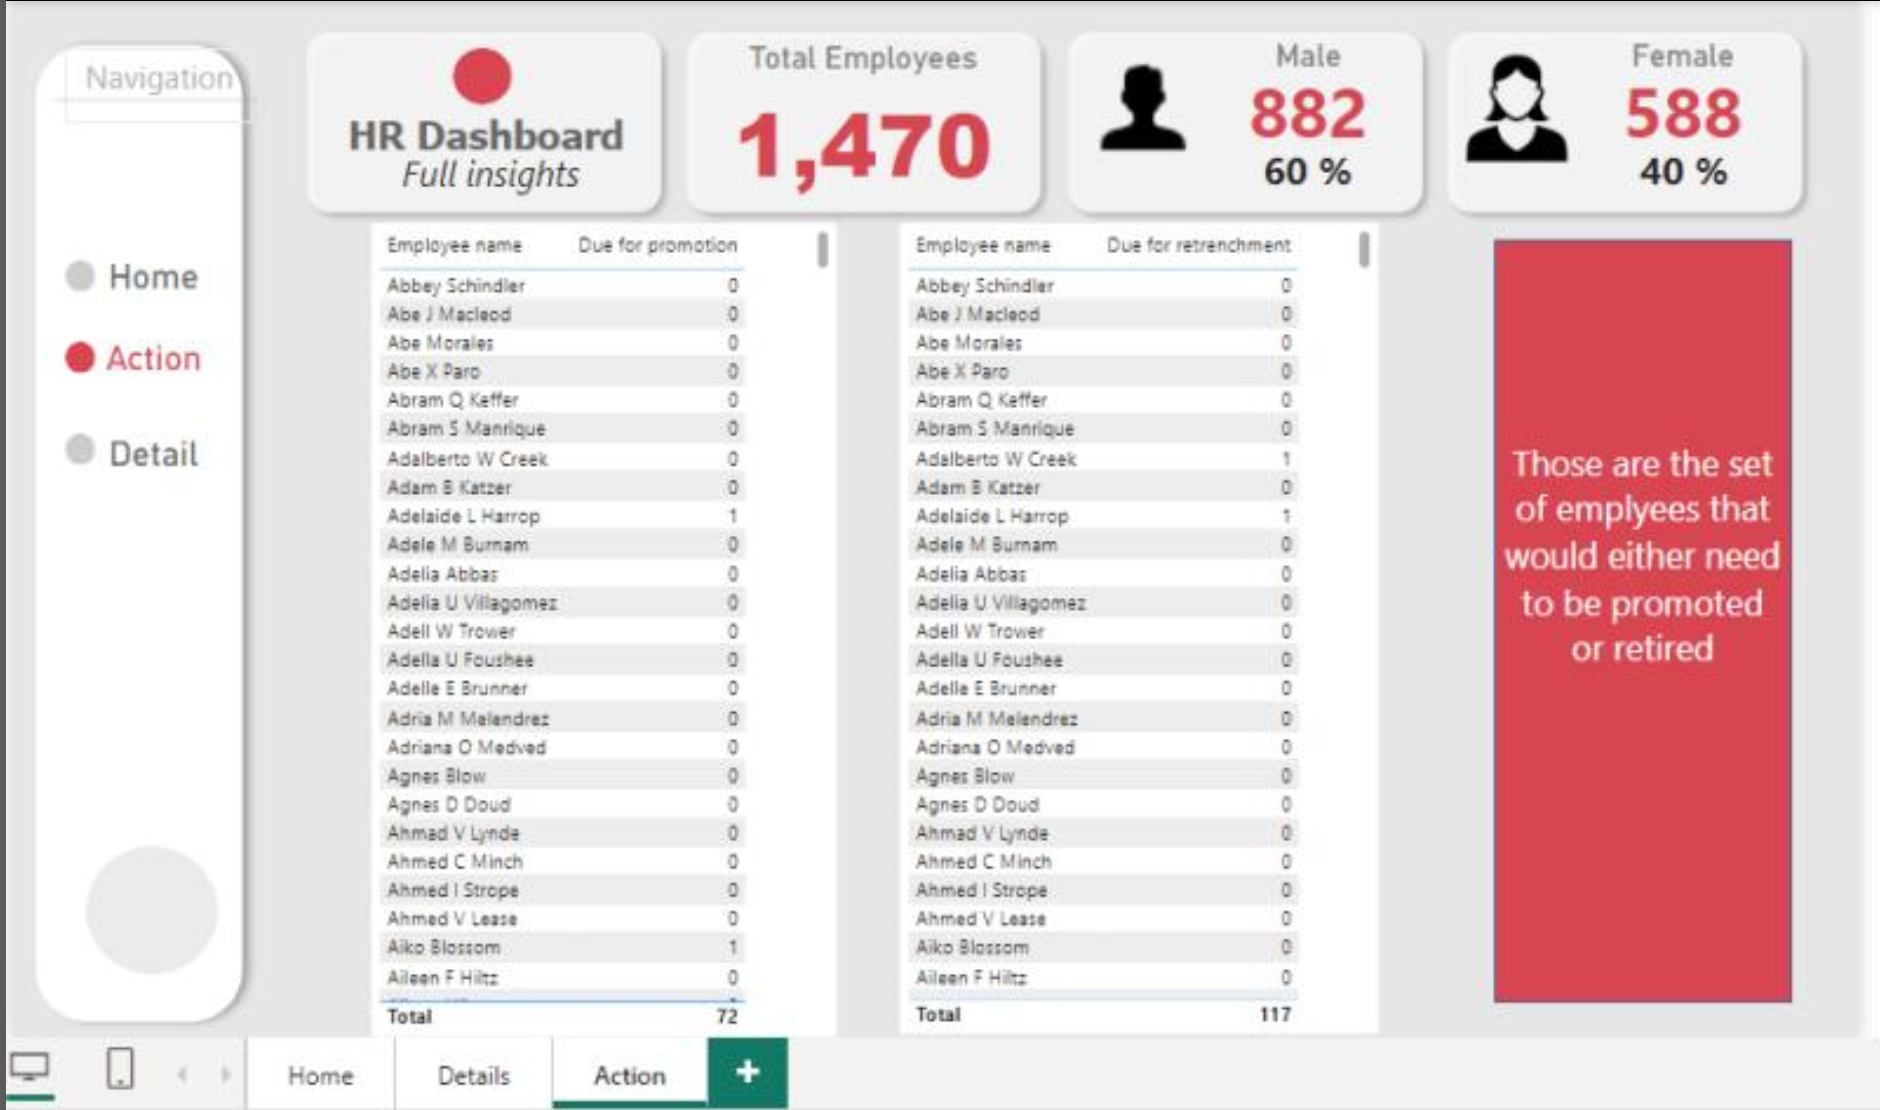 Navigation
Home
Action
Detail
HR Dashboard
Full insights
Total Employees
1,470
Male
882
60 %
Female
588
40 %
Employee name Due for promotion
Abbey Schindler 0
Abe J Macleod 0
Abe Morales 0
Abe X Paro 0
Abram Q Keffer 0
Abram S Manrique 0
Adalberto W Creek 0
Adam B Katzer 0
Adelaide L Harrop 1
Adele M Burnam 0
Adelia Abbas 0
Adelia U Villagomez 0
Adell W Trower 0
Adella U Foushee 0
Adelle E Brunner 0
Adria M Melendrez 0
Adriana O Medved 0
Agnes Blow 0
Agnes D Doud 0
Ahmad V Lynde 0
Ahmed C Minch 0
Ahmed I Strope 0
Ahmed V Lease 0
Aiko Blossom 1
Aileen F Hiltz 0
Total 72
Employee name Due for retrenchment
Abbey Schindler 0
Abe J Macleod 0
Abe Morales 0
Abe X Paro 0
Abram Q Keffer 0
Abram S Manrique 0
Adalberto W Creek 1
Adam B Katzer 0
Adelaide L Harrop 1
Adele M Burnam 0
Adelia Abbas 0
Adelia U Villagomez 0
Adell W Trower 0
Adella U Foushee 0
Adelle E Brunner 0
Adria M Melendrez 0
Adriana O Medved 0
Agnes Blow 0
Agnes D Doud 0
Ahmad V Lynde 0
Ahmed C Minch 0
Ahmed I Strope 0
Ahmed V Lease 0
Aiko Blossom 0
Aileen F Hiltz 0
Total 117
Those are the set
of emplyees that
would either need
to be promoted
or retired
Home Details Action +